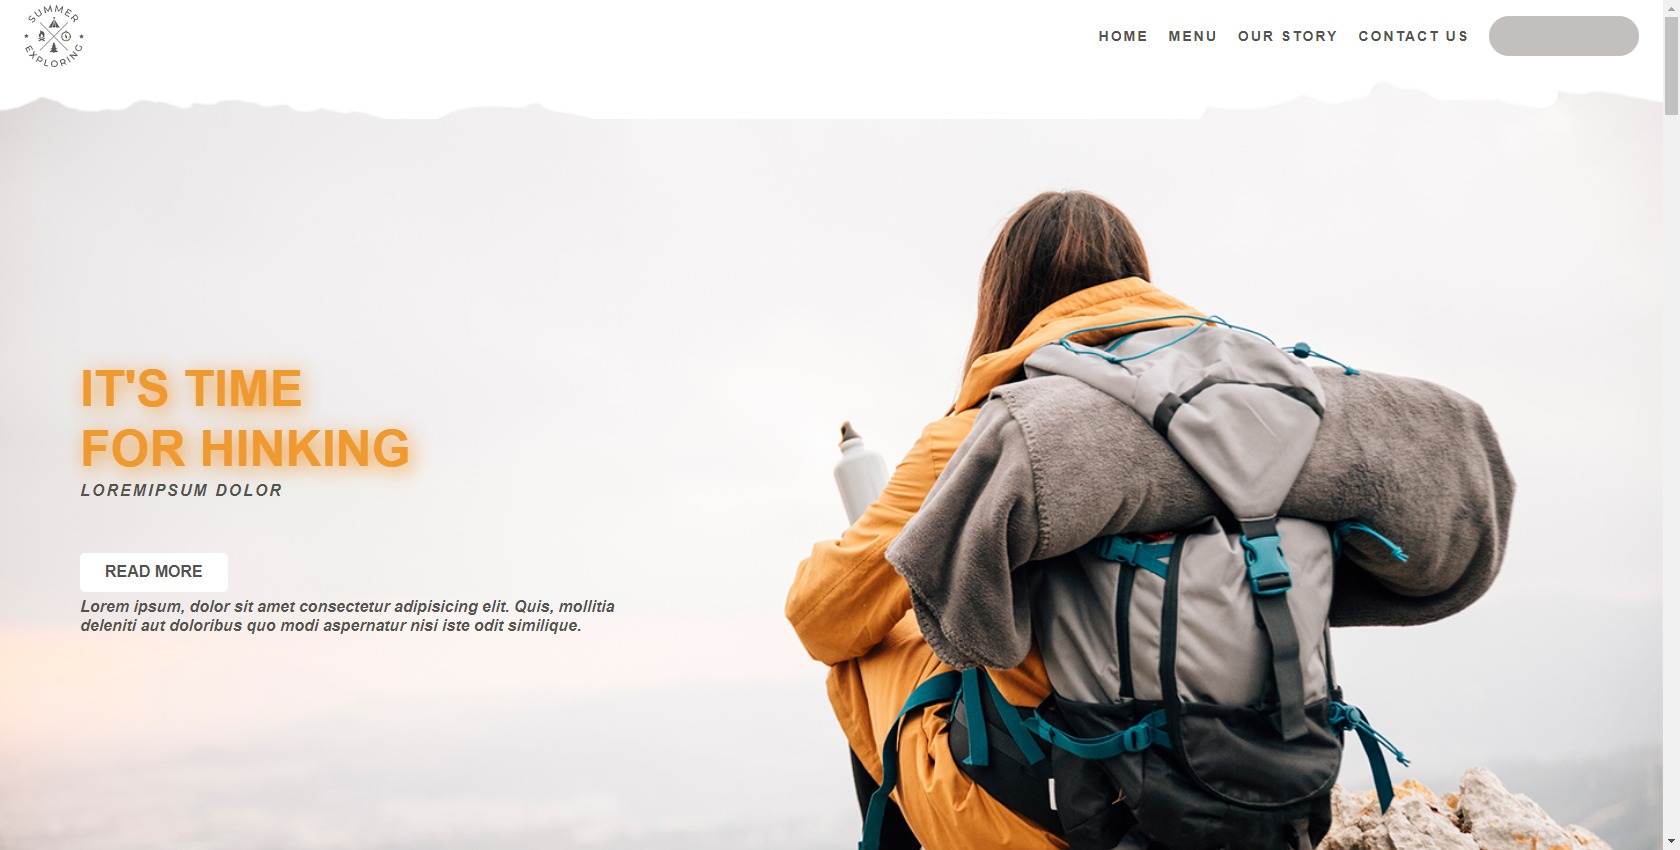 SUMMER
EXPLORING
HOME MENU OUR STORY CONTACT US
IT'S TIME
FOR HINKING
LOREMIPSUM DOLOR
READ MORE
Lorem ipsum, dolor sit amet consectetur adipisicing elit. Quis, mollitia
deleniti aut doloribus quo modi aspernatur nisi iste odit similique.